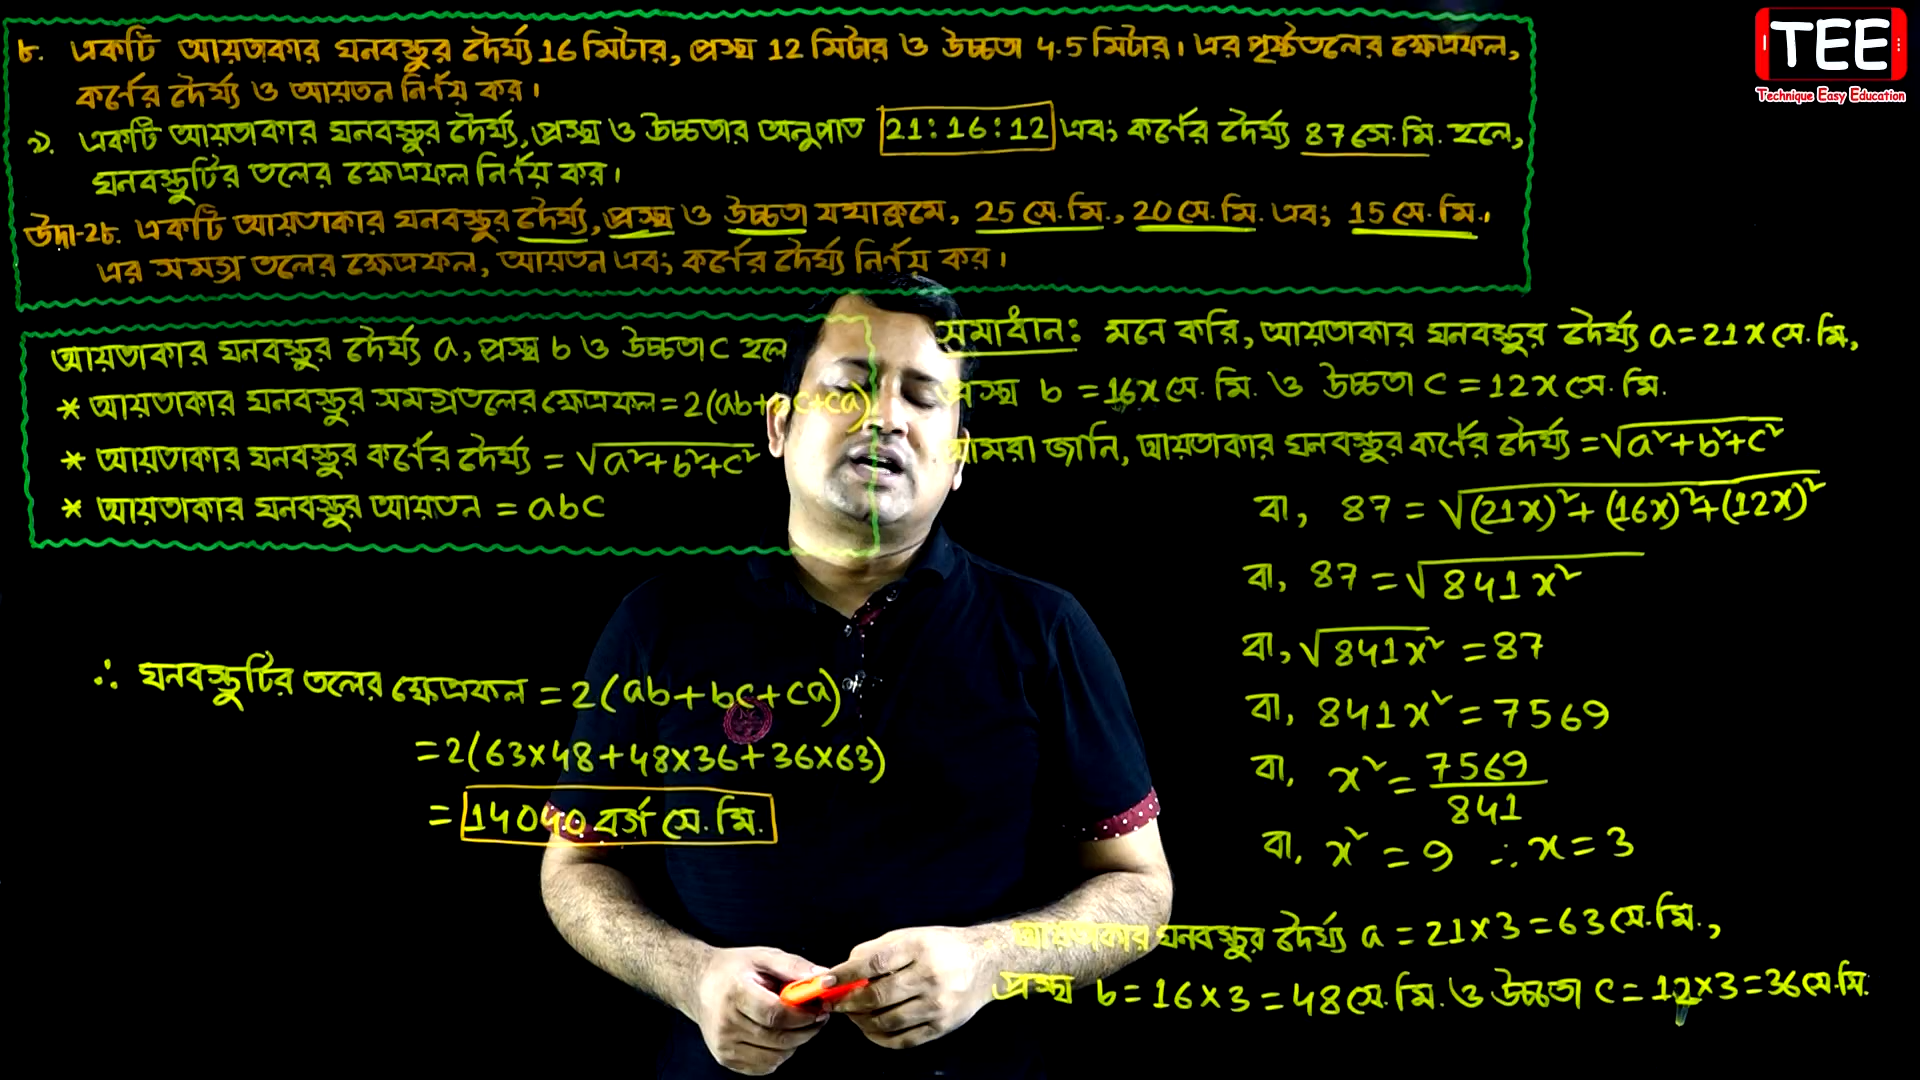 ৮. একটি আয়তাকার ঘনবস্তুর দৈর্ঘ্য 16 মিটার, প্রস্থ 12 মিটার ও উচ্চতা 4.5 মিটার। এর পৃষ্ঠতলের ক্ষেত্রফল,
কর্ণের দৈর্ঘ্য ও আয়তন নির্ণয় কর।
৯. একটি আয়তাকার ঘনবস্তুর দৈর্ঘ্য, প্রস্থ ও উচ্চতার অনুপাত 21:16:12 এবং কর্ণের দৈর্ঘ্য 87 সে.মি. হলে,
ঘনবস্তুটির তলের ক্ষেত্রফল নির্ণয় কর।
উদা-2৮. একটি আয়তাকার ঘনবস্তুর দৈর্ঘ্য, প্রস্থ ও উচ্চতা যথাক্রমে, 25 সে.মি., 20 সে.মি. এবং 15 সে.মি.।
এর সমগ্র তলের ক্ষেত্রফল, আয়তন এবং কর্ণের দৈর্ঘ্য নির্ণয় কর।
TEE
Technique Easy Education
আয়তাকার ঘনবস্তুর দৈর্ঘ্য a, প্রস্থ b ও উচ্চতা c হলে
* আয়তাকার ঘনবস্তুর সমগ্রতলের ক্ষেত্রফল = 2(ab+bc+ca)
* আয়তাকার ঘনবস্তুর কর্ণের দৈর্ঘ্য = √a²+b²+c²
* আয়তাকার ঘনবস্তুর আয়তন = abc
∴ ঘনবস্তুটির তলের ক্ষেত্রফল = 2(ab+bc+ca)
=2(63×48+48×36+36×63)
= 14040 বর্গ সে.মি.
সমাধান: মনে করি, আয়তাকার ঘনবস্তুর দৈর্ঘ্য a=21x সে.মি,
প্রস্থ b =16x সে.মি. ও উচ্চতা c =12x সে.মি.
আমরা জানি, আয়তাকার ঘনবস্তুর কর্ণের দৈর্ঘ্য =√a²+b²+c²
বা, 87 = √(21x)²+(16x)²+(12x)²
বা, 87 = √841x²
বা, √841x² = 87
বা, 841x² = 7569
বা, x² = 7569/841
বা, x² = 9 ∴ x = 3
আয়তাকার ঘনবস্তুর দৈর্ঘ্য a = 21×3 = 63 সে.মি.,
প্রস্থ b = 16×3 = 48 সে.মি. ও উচ্চতা c = 12×3 = 36 সে.মি.